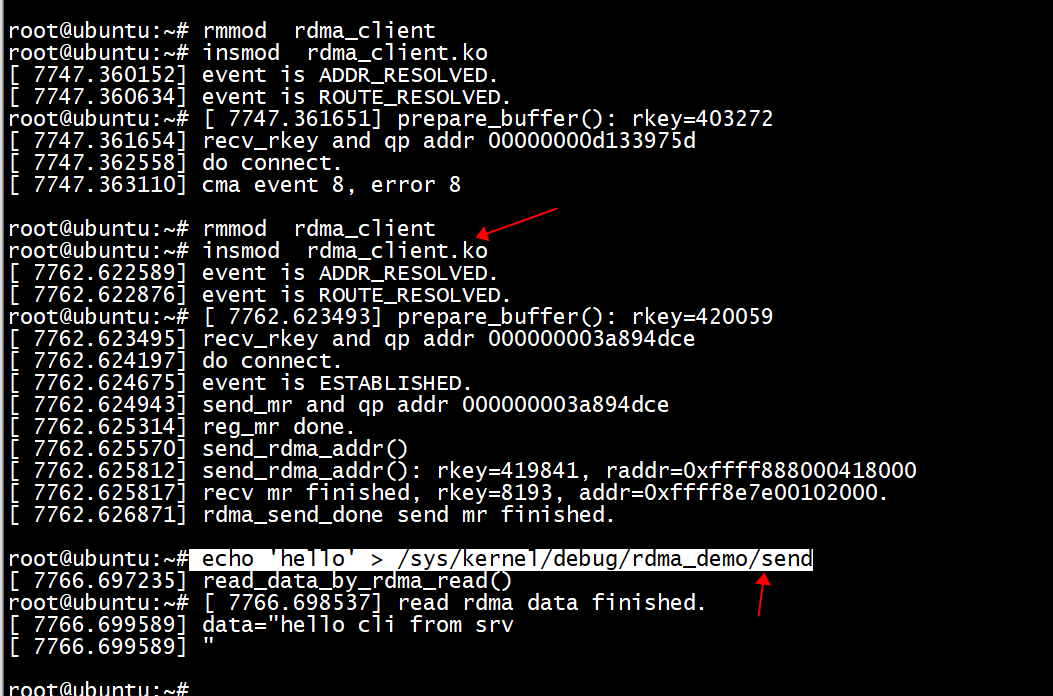 root@ubuntu:~# rmmod  rdma_client
root@ubuntu:~# insmod  rdma_client.ko
[ 7747.360152] event is ADDR_RESOLVED.
[ 7747.360634] event is ROUTE_RESOLVED.
root@ubuntu:~# [ 7747.361651] prepare_buffer(): rkey=403272
[ 7747.361654] recv_rkey and qp addr 00000000d133975d
[ 7747.362558] do connect.
[ 7747.363110] cma event 8, error 8
root@ubuntu:~# rmmod  rdma_client
root@ubuntu:~# insmod  rdma_client.ko
[ 7762.622589] event is ADDR_RESOLVED.
[ 7762.622876] event is ROUTE_RESOLVED.
root@ubuntu:~# [ 7762.623493] prepare_buffer(): rkey=420059
[ 7762.623495] recv_rkey and qp addr 000000003a894dce
[ 7762.624197] do connect.
[ 7762.624675] event is ESTABLISHED.
[ 7762.624943] send_mr and qp addr 000000003a894dce
[ 7762.625314] reg_mr done.
[ 7762.625570] send_rdma_addr()
[ 7762.625812] send_rdma_addr(): rkey=419841, raddr=0xffff888000418000
[ 7762.625817] recv mr finished, rkey=8193, addr=0xffff8e7e00102000.
[ 7762.626871] rdma_send_done send mr finished.
root@ubuntu:~# echo 'hello' > /sys/kernel/debug/rdma_demo/send
[ 7766.697235] read_data_by_rdma_read()
root@ubuntu:~# [ 7766.698537] read rdma data finished.
[ 7766.699589] data="hello cli from srv
[ 7766.699589] "
root@ubuntu:~#